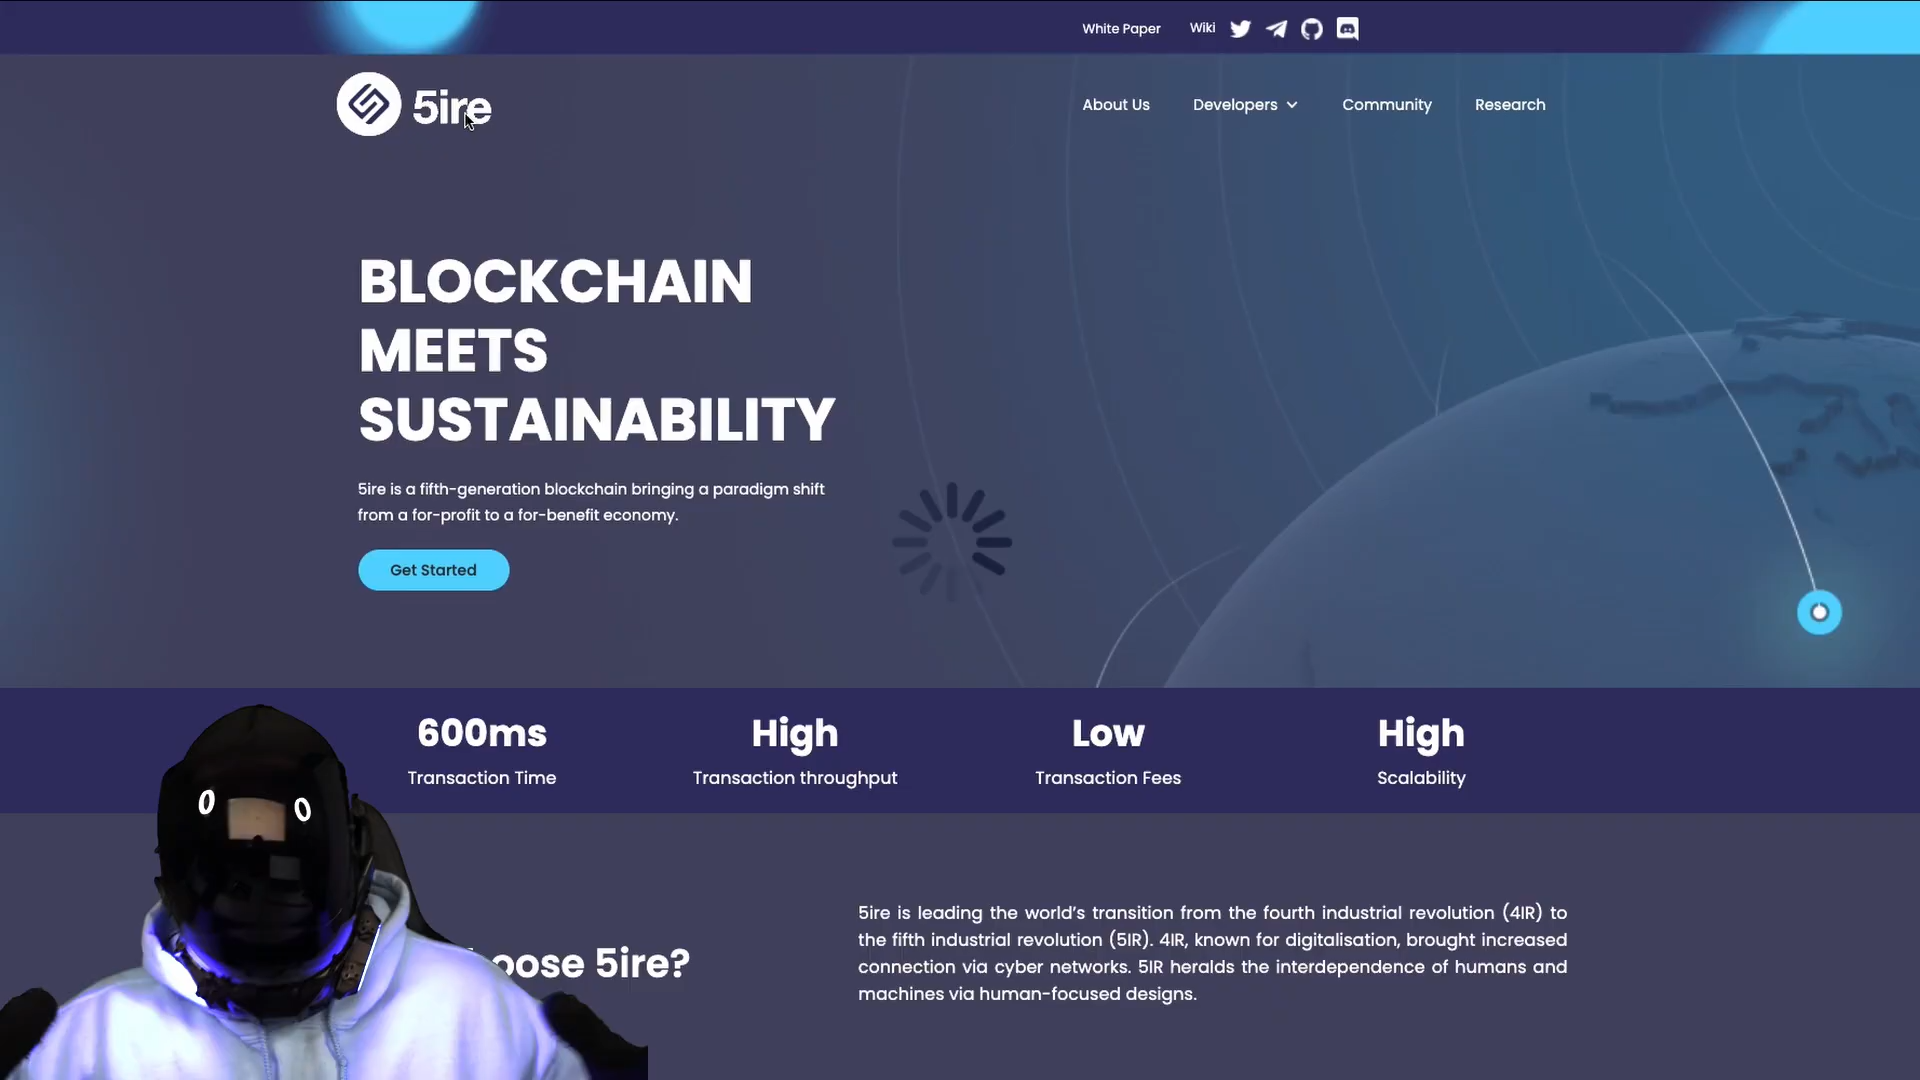 White Paper
Wiki
5ire
About Us
Developers
Community
Research
BLOCKCHAIN
MEETS
SUSTAINABILITY
5ire is a fifth-generation blockchain bringing a paradigm shift
from a for-profit to a for-benefit economy.
Get Started
600ms
Transaction Time
High
Transaction throughput
Low
Transaction Fees
High
Scalability
5ire?
5ire is leading the world's transition from the fourth industrial revolution (4IR) to
the fifth industrial revolution (5IR). 4IR, known for digitalisation, brought increased
connection via cyber networks. 5IR heralds the interdependence of humans and
machines via human-focused designs.